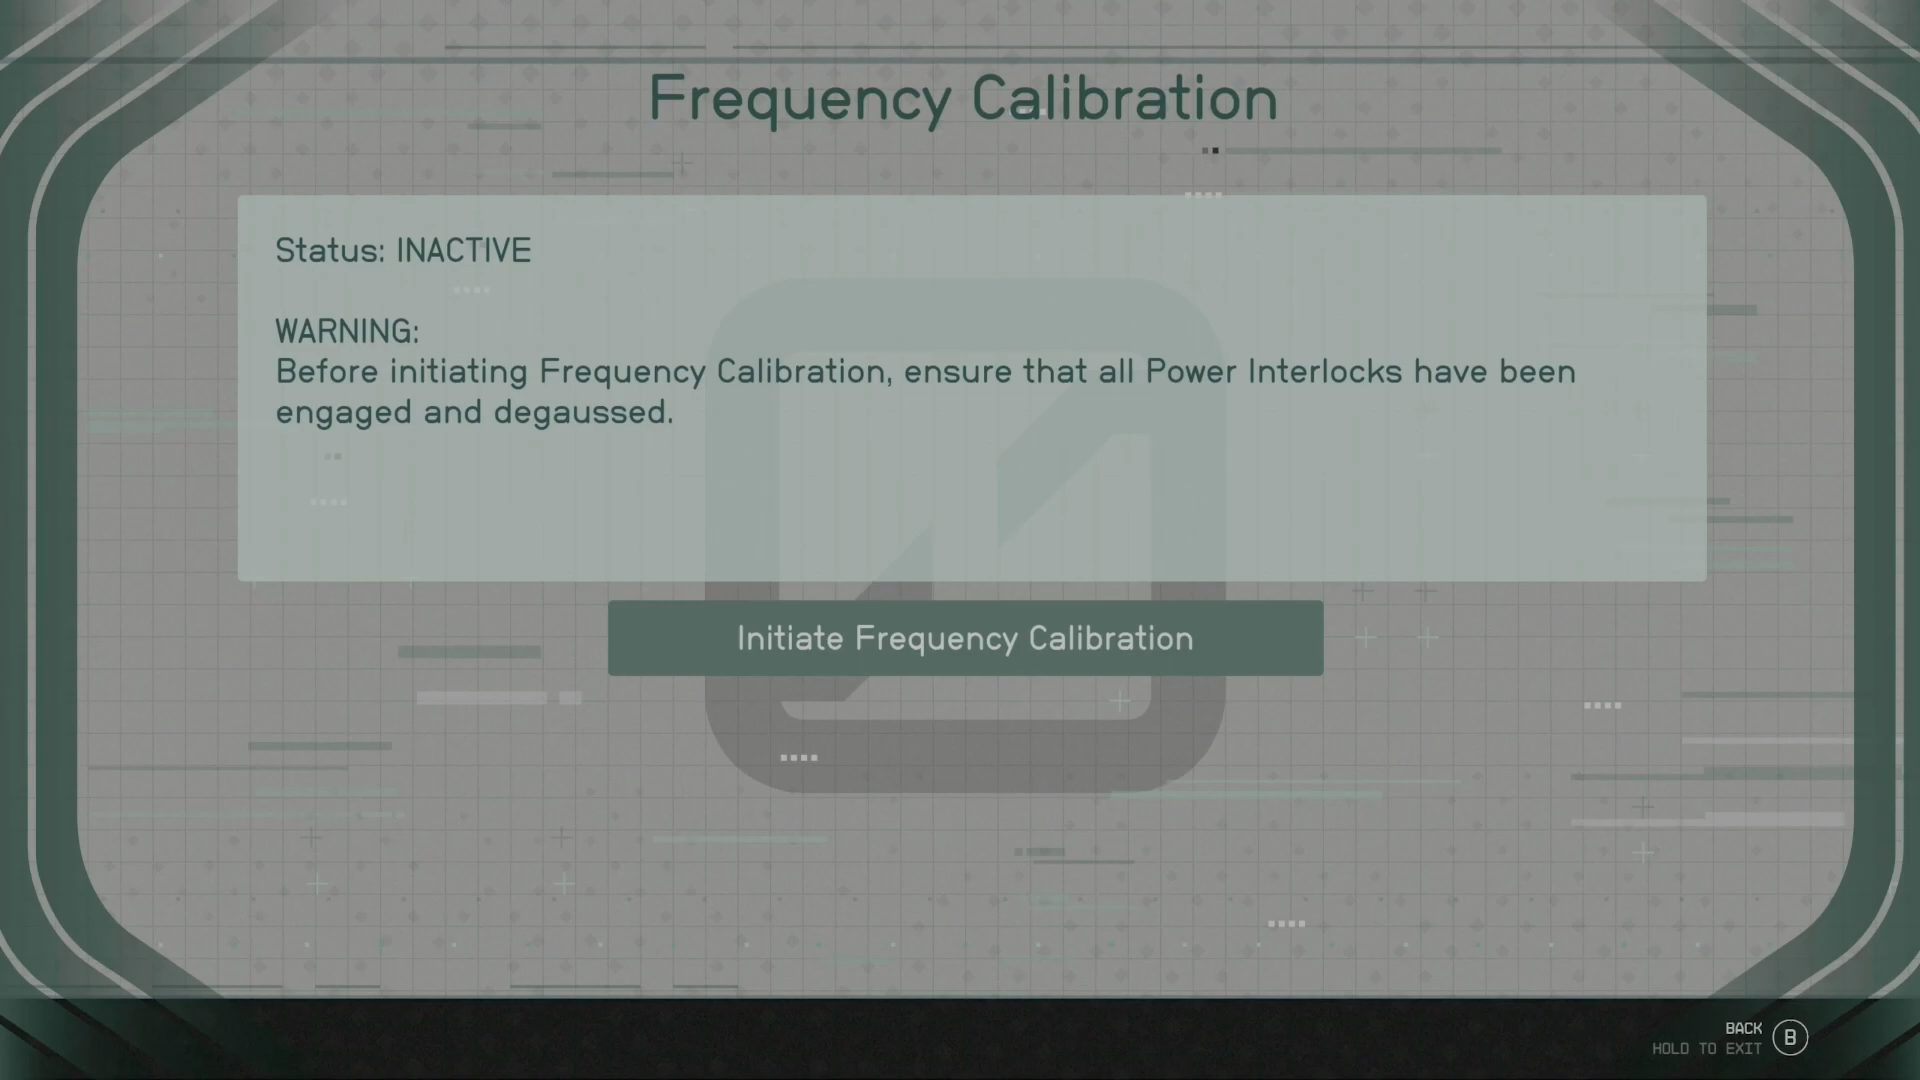 Frequency Calibration
Status: INACTIVE
WARNING:
Before initiating Frequency Calibration, ensure that all Power Interlocks have been
engaged and degaussed.
Initiate Frequency Calibration
BACK
HOLD TO EXIT
B